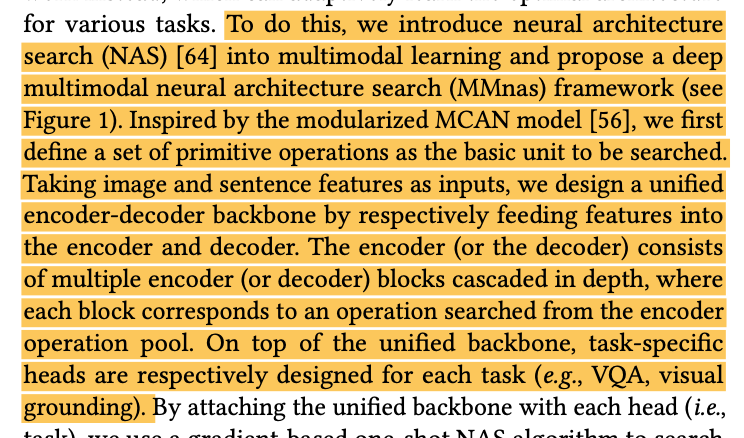 for various tasks. To do this, we introduce neural architecture
search (NAS) [64] into multimodal learning and propose a deep
multimodal neural architecture search (MMnas) framework (see
Figure 1). Inspired by the modularized MCAN model [56], we first
define a set of primitive operations as the basic unit to be searched.
Taking image and sentence features as inputs, we design a unified
encoder-decoder backbone by respectively feeding features into
the encoder and decoder. The encoder (or the decoder) consists
of multiple encoder (or decoder) blocks cascaded in depth, where
each block corresponds to an operation searched from the encoder
operation pool. On top of the unified backbone, task-specific
heads are respectively designed for each task (e.g., VQA, visual
grounding). By attaching the unified backbone with each head (i.e.,
task), we use a gradient-based one-shot NAS algorithm to search